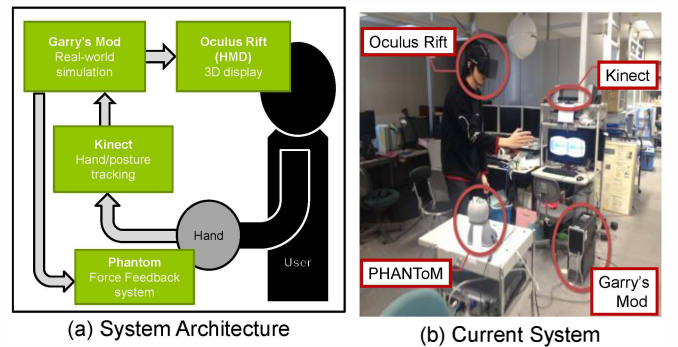 Garry's Mod
Real-world
simulation
Oculus Rift
(HMD)
3D display
Kinect
Hand/posture
tracking
Hand
Phantom
Force Feedback
system
User
(a) System Architecture
Oculus Rift
Kinect
PHANToM
Garry's
Mod
(b) Current System